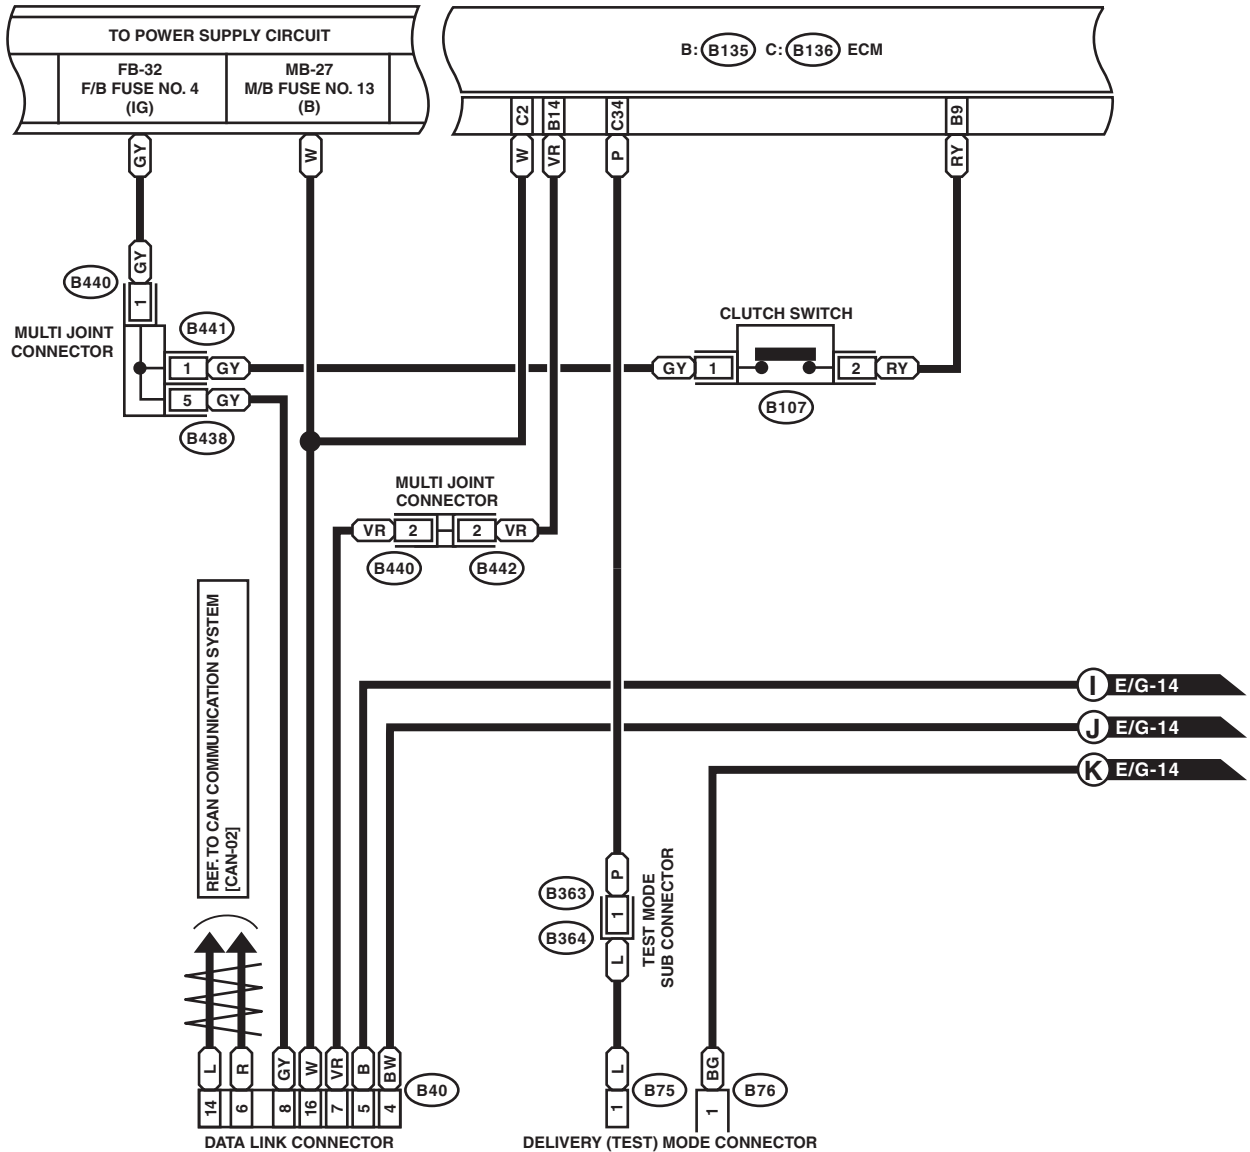 TO POWER SUPPLY CIRCUIT
FB-32
F/B FUSE NO. 4
(IG)
MB-27
M/B FUSE NO. 13
(B)
B: B135 C: B136 ECM
C2
B14
C34
B9
GY
W
W
VR
P
RY
GY
B440
1
MULTI JOINT
CONNECTOR
B441
1 GY
5 GY
B438
CLUTCH SWITCH
GY 1
2 RY
B107
MULTI JOINT
CONNECTOR
VR 2
2 VR
B440
B442
REF. TO CAN COMMUNICATION SYSTEM
[CAN-02]
I E/G-14
J E/G-14
K E/G-14
P
B363
1
B364
L
TEST MODE
SUB CONNECTOR
L
R
GY
W
VR
B
BW
L
BG
14
6
8
16
7
5
4
B40
1
B75
1
B76
DATA LINK CONNECTOR
DELIVERY (TEST) MODE CONNECTOR